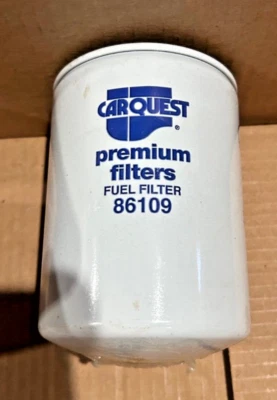 CARQUEST®
premium
filters
FUEL FILTER
86109